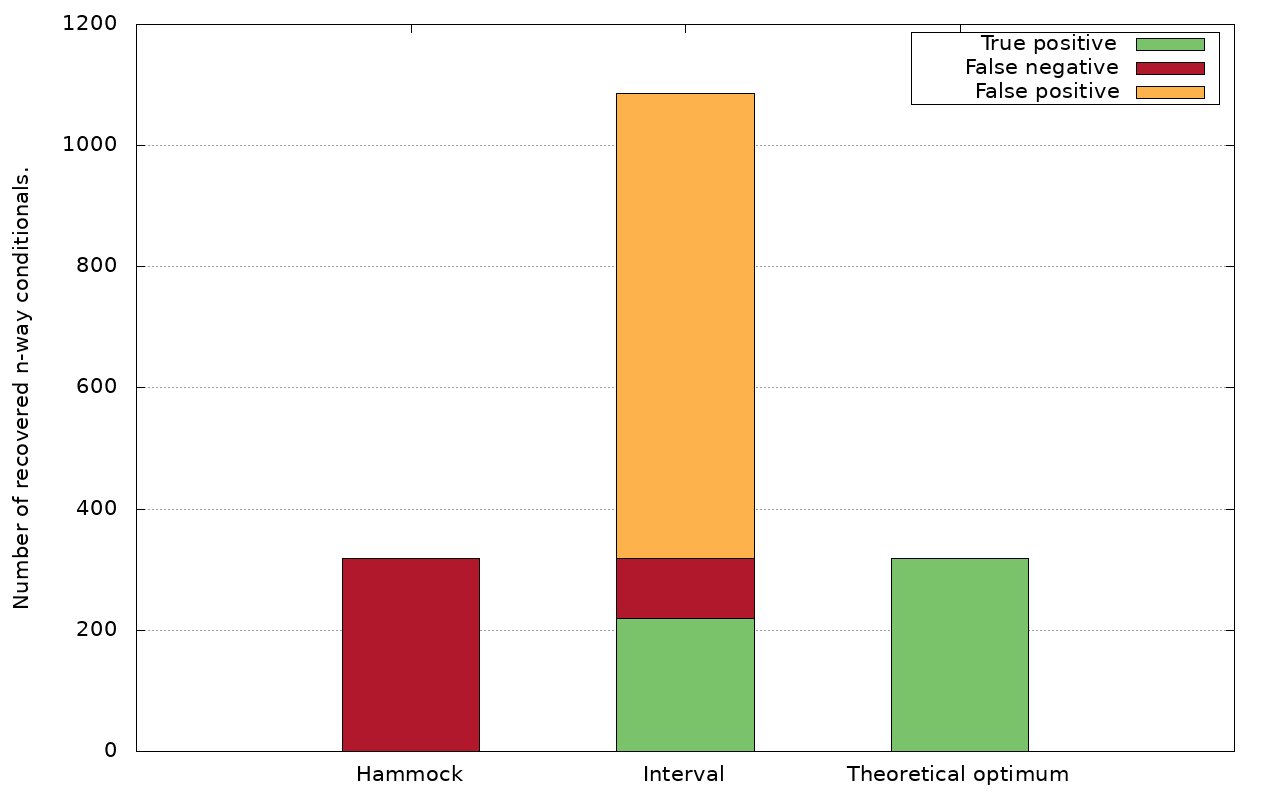 1200
1000
800
600
400
200
0
Number of recovered n-way conditionals.
True positive
False negative
False positive
Hammock
Interval
Theoretical optimum